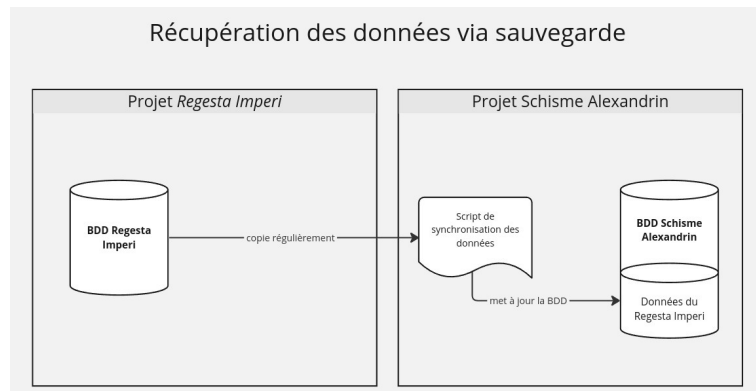 Récupération des données via sauvegarde
Projet Regesta Imperi
Projet Schisme Alexandrin
BDD Regesta
Imperi
copie régulièrement
Script de
synchronisation des
données
met à jour la BDD
BDD Schisme
Alexandrin
Données du
Regesta Imperi